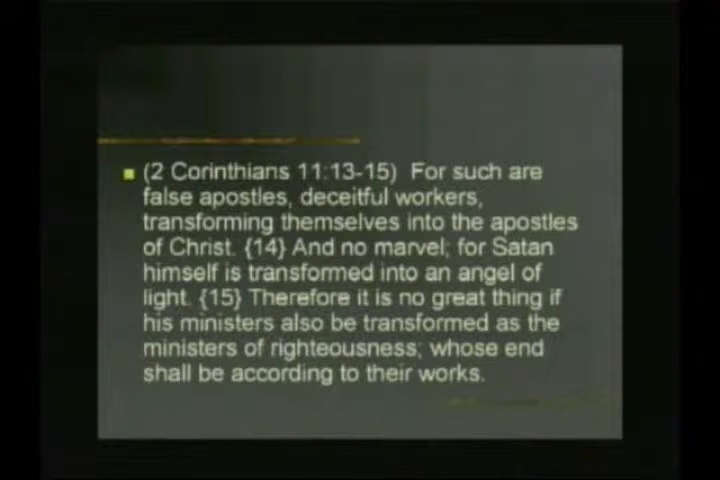 (2 Corinthians 11:13-15) For such are
false apostles, deceitful workers,
transforming themselves into the apostles
of Christ. {14} And no marvel; for Satan
himself is transformed into an angel of
light. {15} Therefore it is no great thing if
his ministers also be transformed as the
ministers of righteousness; whose end
shall be according to their works.